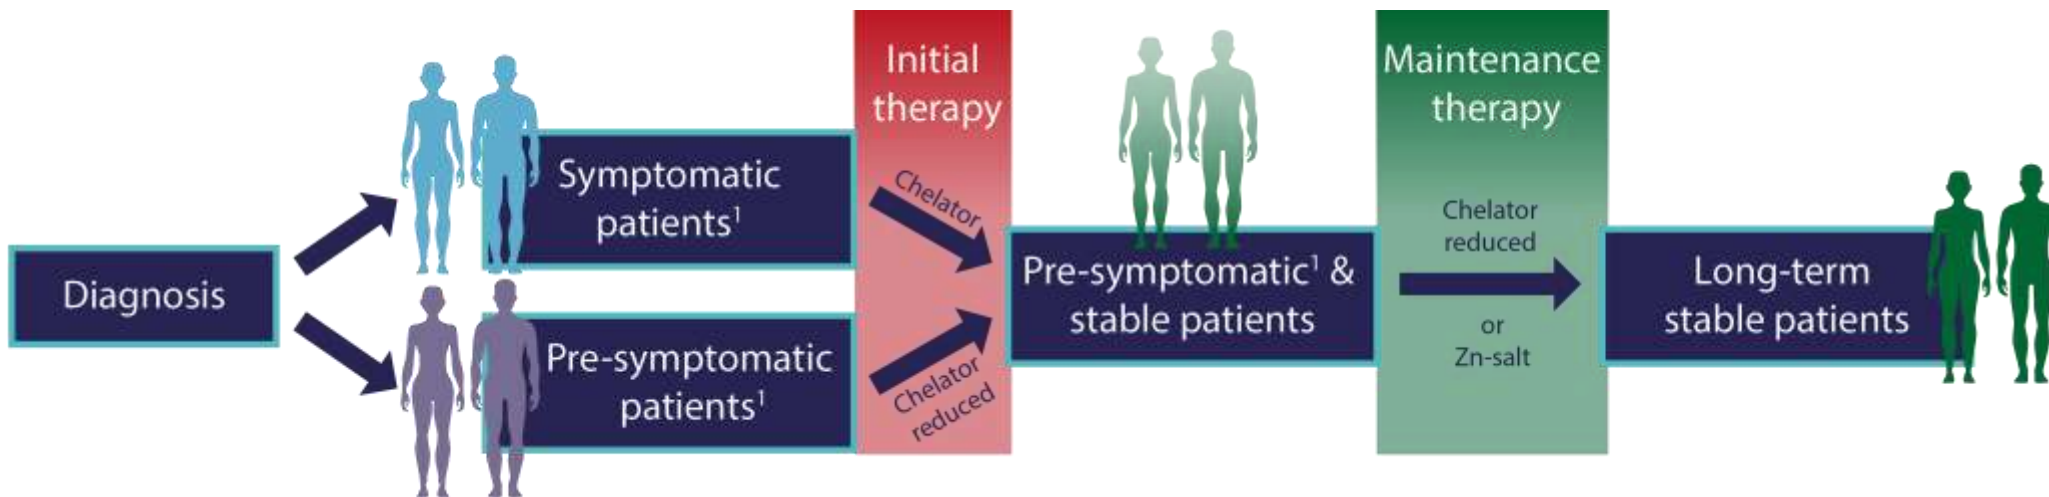 Diagnosis
Symptomatic
patients¹
Pre-symptomatic
patients¹
Initial
therapy
Chelator
Chelator
reduced
Pre-symptomatic¹ &
stable patients
Maintenance
therapy
Chelator
reduced
or
Zn-salt
Long-term
stable patients